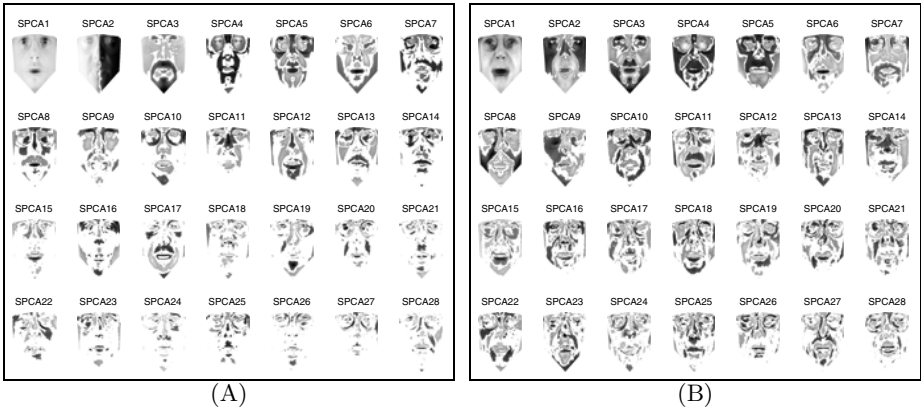 SPCA1 SPCA2 SPCA3 SPCA4 SPCA5 SPCA6 SPCA7
SPCA8 SPCA9 SPCA10 SPCA11 SPCA12 SPCA13 SPCA14
SPCA15 SPCA16 SPCA17 SPCA18 SPCA19 SPCA20 SPCA21
SPCA22 SPCA23 SPCA24 SPCA25 SPCA26 SPCA27 SPCA28
(A)
SPCA1 SPCA2 SPCA3 SPCA4 SPCA5 SPCA6 SPCA7
SPCA8 SPCA9 SPCA10 SPCA11 SPCA12 SPCA13 SPCA14
SPCA15 SPCA16 SPCA17 SPCA18 SPCA19 SPCA20 SPCA21
SPCA22 SPCA23 SPCA24 SPCA25 SPCA26 SPCA27 SPCA28
(B)